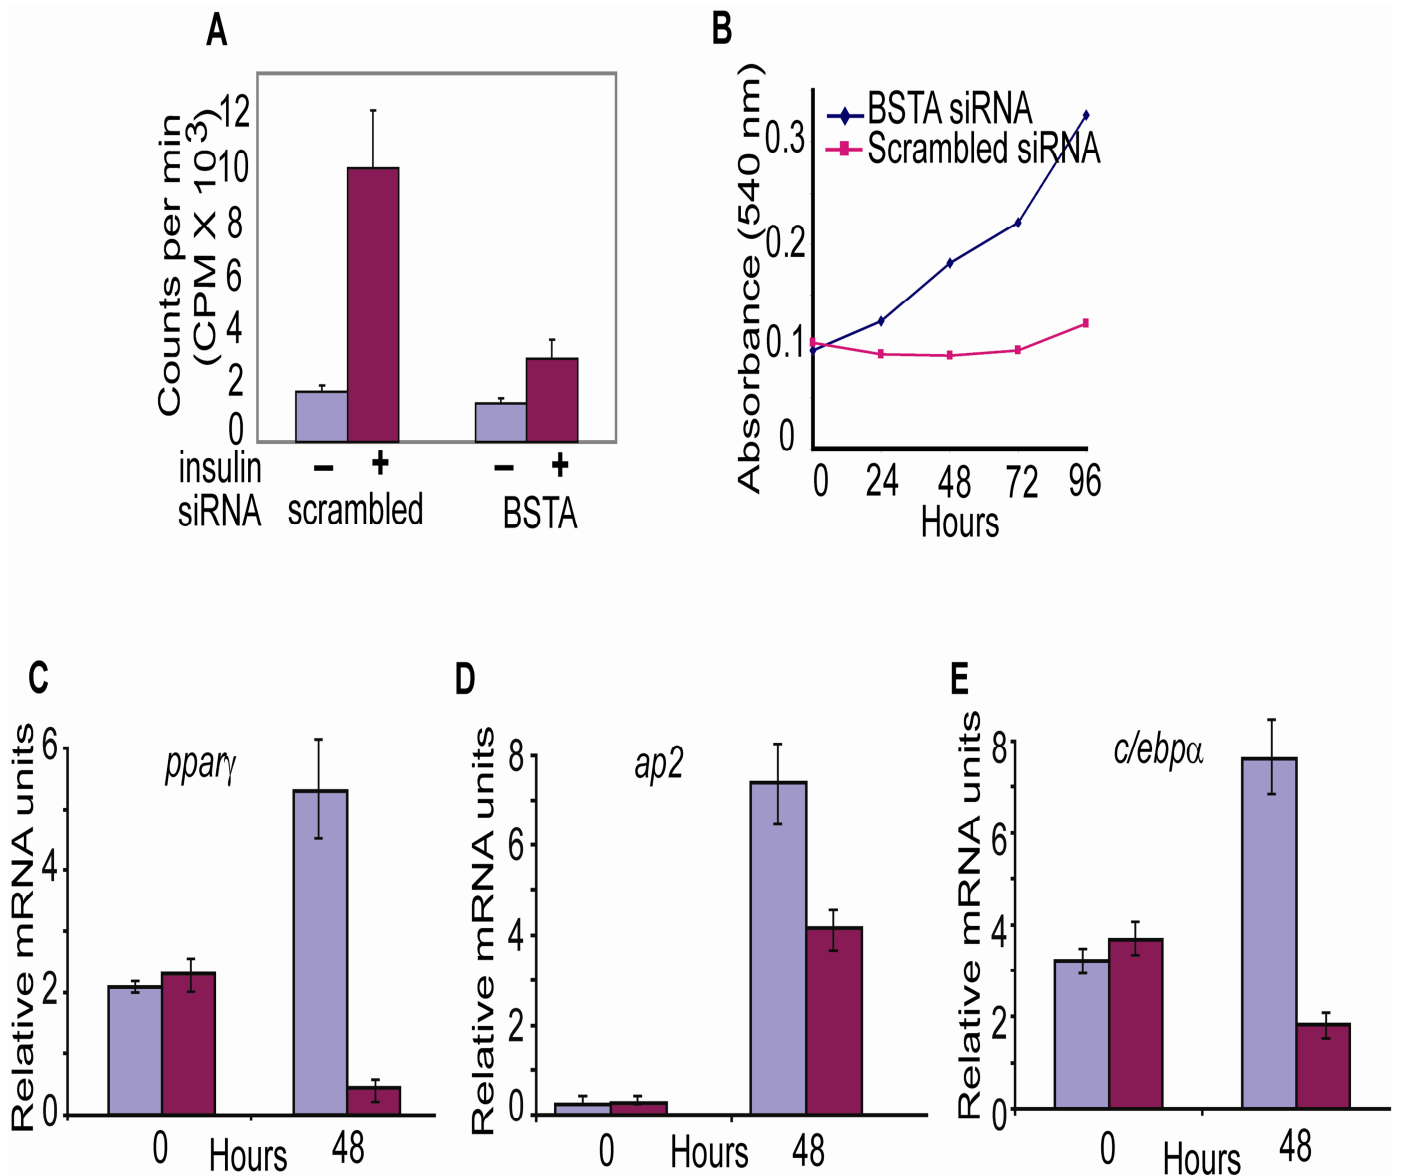 A
Counts per min
(CPM X 10 3)
12
10
8
6
4
2
0
insulin − + − +
siRNA scrambled BSTA
B
Absorbance (540 nm)
BSTA siRNA
Scrambled siRNA
0.3
0.2
0.1
0
0 24 48 72 96
Hours
C
Relative mRNA units
pparγ
6
4
2
0
0 Hours 48
D
Relative mRNA units
ap2
8
6
4
2
0
0 Hours 48
E
Relative mRNA units
c/ebpα
8
6
4
2
0
0 Hours 48